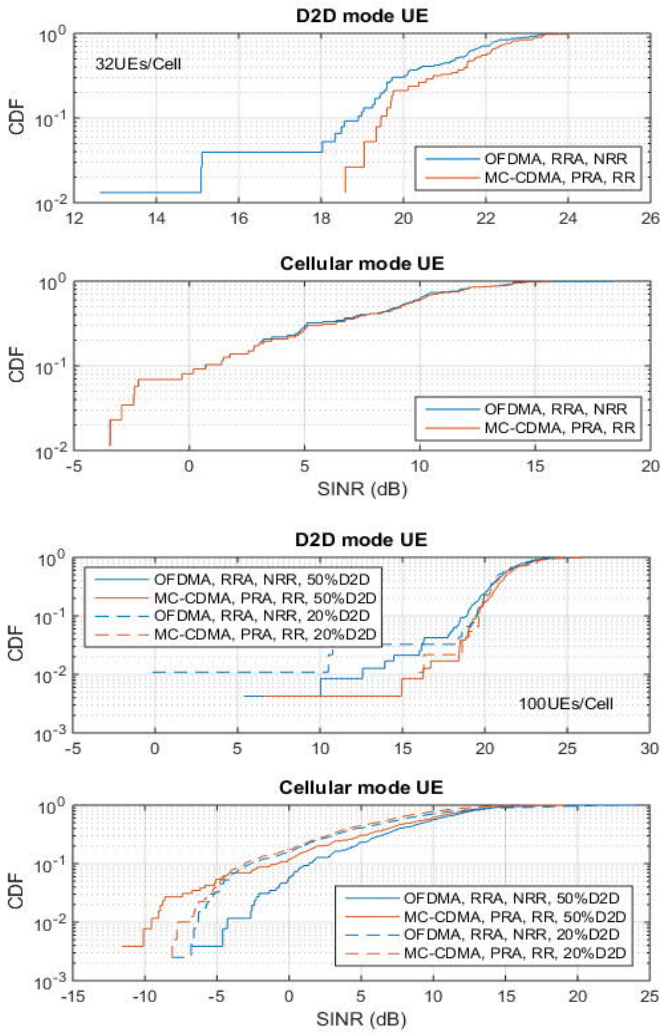 D2D mode UE
10^0
10^-1
10^-2
CDF
32UEs/Cell
OFDMA, RRA, NRR
MC-CDMA, PRA, RR
12 14 16 18 20 22 24 26
Cellular mode UE
10^0
10^-1
10^-2
CDF
OFDMA, RRA, NRR
MC-CDMA, PRA, RR
-5 0 5 10 15 20
SINR (dB)
D2D mode UE
10^0
10^-1
10^-2
10^-3
CDF
OFDMA, RRA, NRR, 50%D2D
MC-CDMA, PRA, RR, 50%D2D
OFDMA, RRA, NRR, 20%D2D
MC-CDMA, PRA, RR, 20%D2D
100UEs/Cell
-5 0 5 10 15 20 25 30
Cellular mode UE
10^0
10^-1
10^-2
10^-3
CDF
OFDMA, RRA, NRR, 50%D2D
MC-CDMA, PRA, RR, 50%D2D
OFDMA, RRA, NRR, 20%D2D
MC-CDMA, PRA, RR, 20%D2D
-15 -10 -5 0 5 10 15 20 25
SINR (dB)